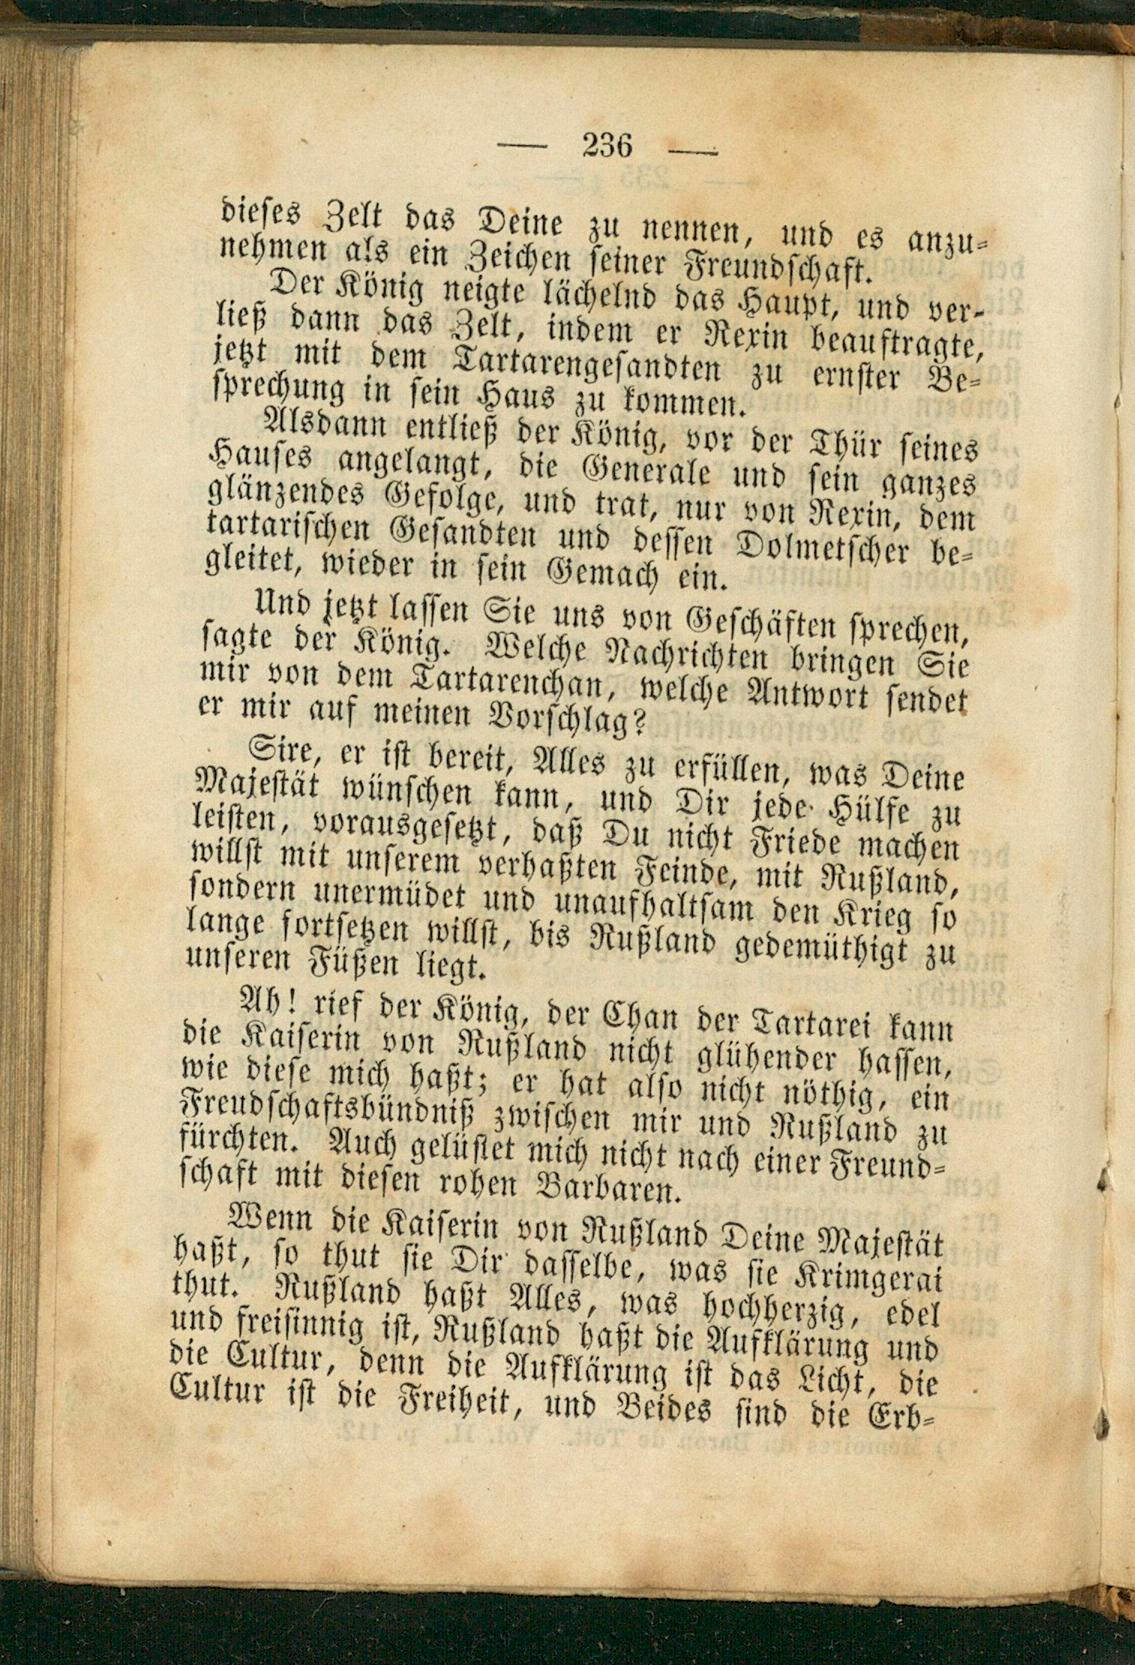 — 236 —
dieses Zelt das Deine zu nennen, und es anzu-
nehmen als ein Zeichen seiner Freundschaft.
Der König neigte lächelnd das Haupt, und ver-
ließ dann das Zelt, indem er Rexin beauftragte,
jetzt mit dem Tartarengesandten zu ernster Be-
sprechung in sein Haus zu kommen.
Alsdann entließ der König, vor der Thür seines
Hauses angelangt, die Generale und sein ganzes
glänzendes Gefolge, und trat, nur von Rexin, dem
tartarischen Gesandten und dessen Dolmetscher be-
gleitet, wieder in sein Gemach ein.
Und jetzt lassen Sie uns von Geschäften sprechen,
sagte der König. Welche Nachrichten bringen Sie
mir von dem Tartarenchan, welche Antwort sendet
er mir auf meinen Vorschlag?
Sire, er ist bereit, Alles zu erfüllen, was Deine
Majestät wünschen kann, und Dir jede Hülfe zu
leisten, vorausgesetzt, daß Du nicht Friede machen
willst mit unserem verhaßten Feinde, mit Rußland,
sondern unermüdet und unaufhaltsam den Krieg so
lange fortsetzen willst, bis Rußland gedemüthigt zu
unseren Füßen liegt.
Ah! rief der König, der Chan der Tartarei kann
die Kaiserin von Rußland nicht glühender hassen,
wie diese mich haßt; er hat also nicht nöthig, ein
Freudschaftsbündniß zwischen mir und Rußland zu
fürchten. Auch gelüstet mich nicht nach einer Freund-
schaft mit diesen rohen Barbaren.
Wenn die Kaiserin von Rußland Deine Majestät
haßt, so thut sie Dir dasselbe, was sie Krimgerai
thut. Rußland haßt Alles, was hochherzig, edel
und freisinnig ist, Rußland haßt die Aufklärung und
die Cultur, denn die Aufklärung ist das Licht, die
Cultur ist die Freiheit, und Beides sind die Erb-